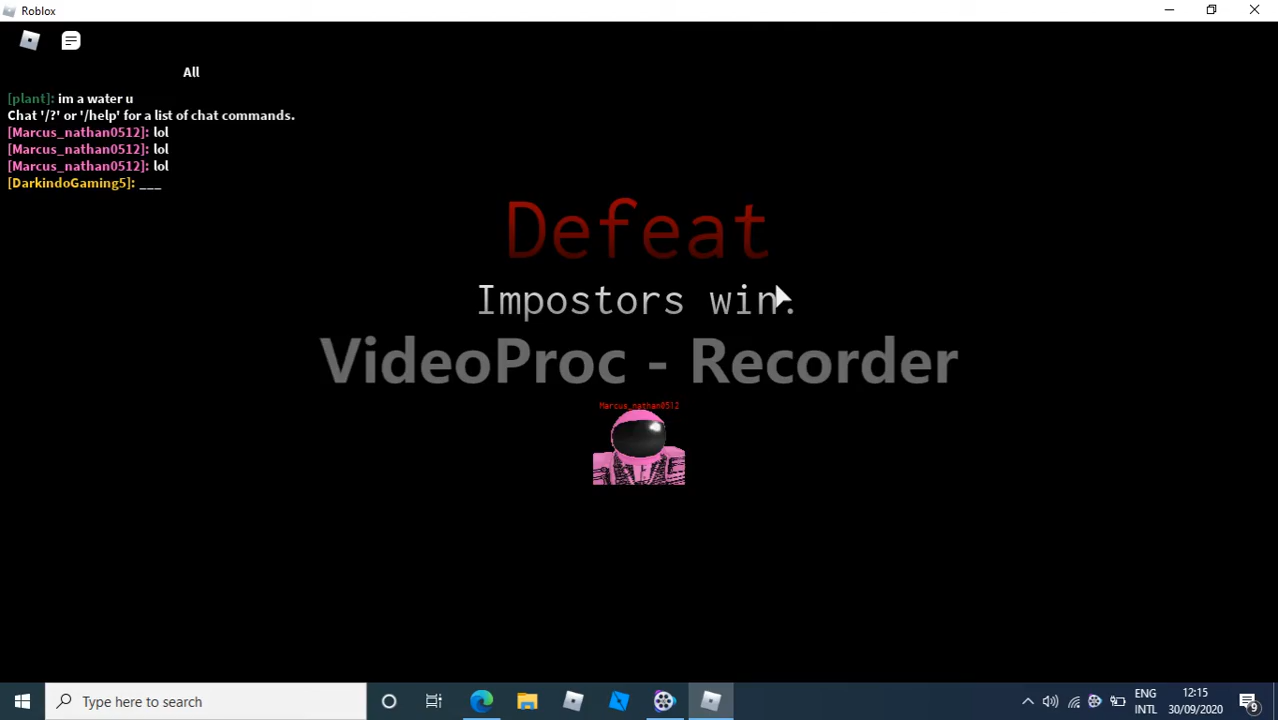 Roblox
All
[plant]: im a water u
Chat '/?' or '/help' for a list of chat commands.
[Marcus_nathan0512]: lol
[Marcus_nathan0512]: lol
[Marcus_nathan0512]: lol
[DarkindoGaming5]: ___
Defeat
Impostors win.
VideoProc - Recorder
Marcus_nathan0512
Type here to search
ENG
INTL
12:15
30/09/2020
9